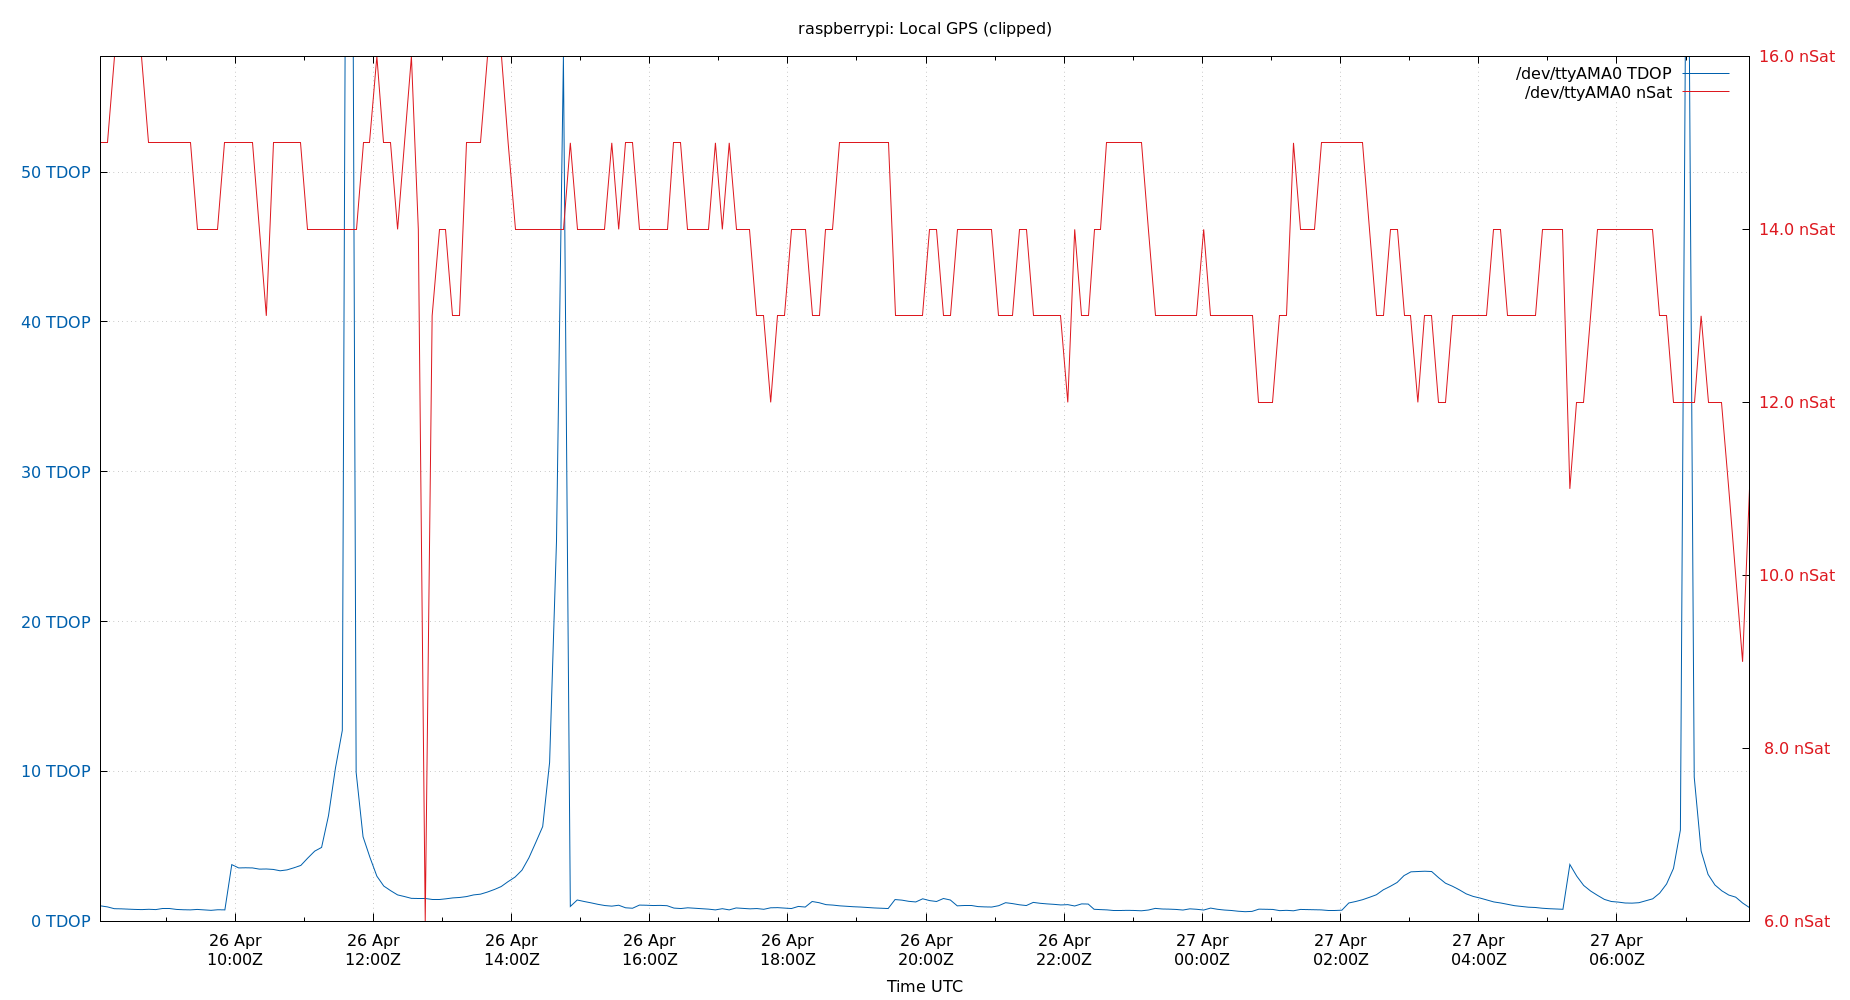 raspberrypi: Local GPS (clipped)
16.0 nSat
/dev/ttyAMA0 TDOP
/dev/ttyAMA0 nSat
50 TDOP
14.0 nSat
40 TDOP
12.0 nSat
30 TDOP
10.0 nSat
20 TDOP
8.0 nSat
10 TDOP
0 TDOP
6.0 nSat
26 Apr 26 Apr 26 Apr 26 Apr 26 Apr 26 Apr 26 Apr 27 Apr 27 Apr 27 Apr 27 Apr
10:00Z 12:00Z 14:00Z 16:00Z 18:00Z 20:00Z 22:00Z 00:00Z 02:00Z 04:00Z 06:00Z
Time UTC